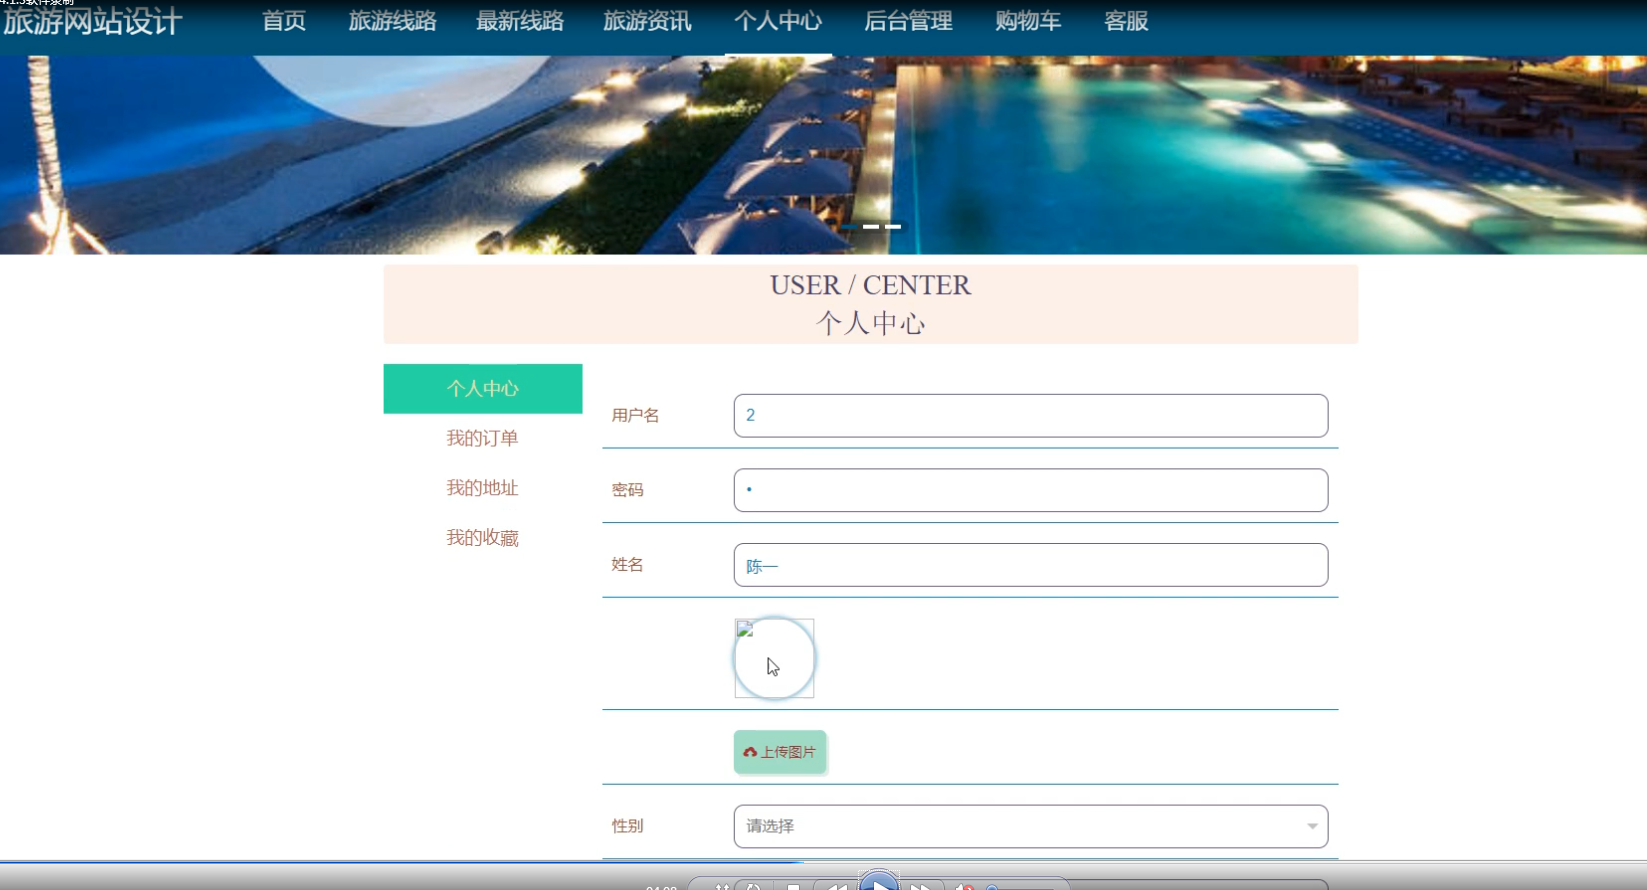 旅游网站设计
首页 旅游线路 最新线路 旅游资讯 个人中心 后台管理 购物车 客服
USER / CENTER
个人中心
个人中心
我的订单
我的地址
我的收藏
用户名 2
密码 •
姓名 陈一
上传图片
性别 请选择